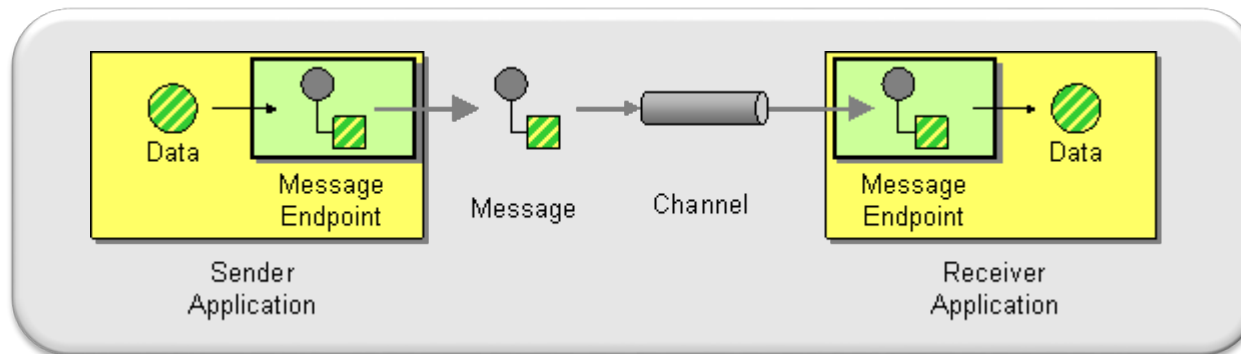 Data
Message
Endpoint
Message
Channel
Message
Endpoint
Data
Sender
Application
Receiver
Application